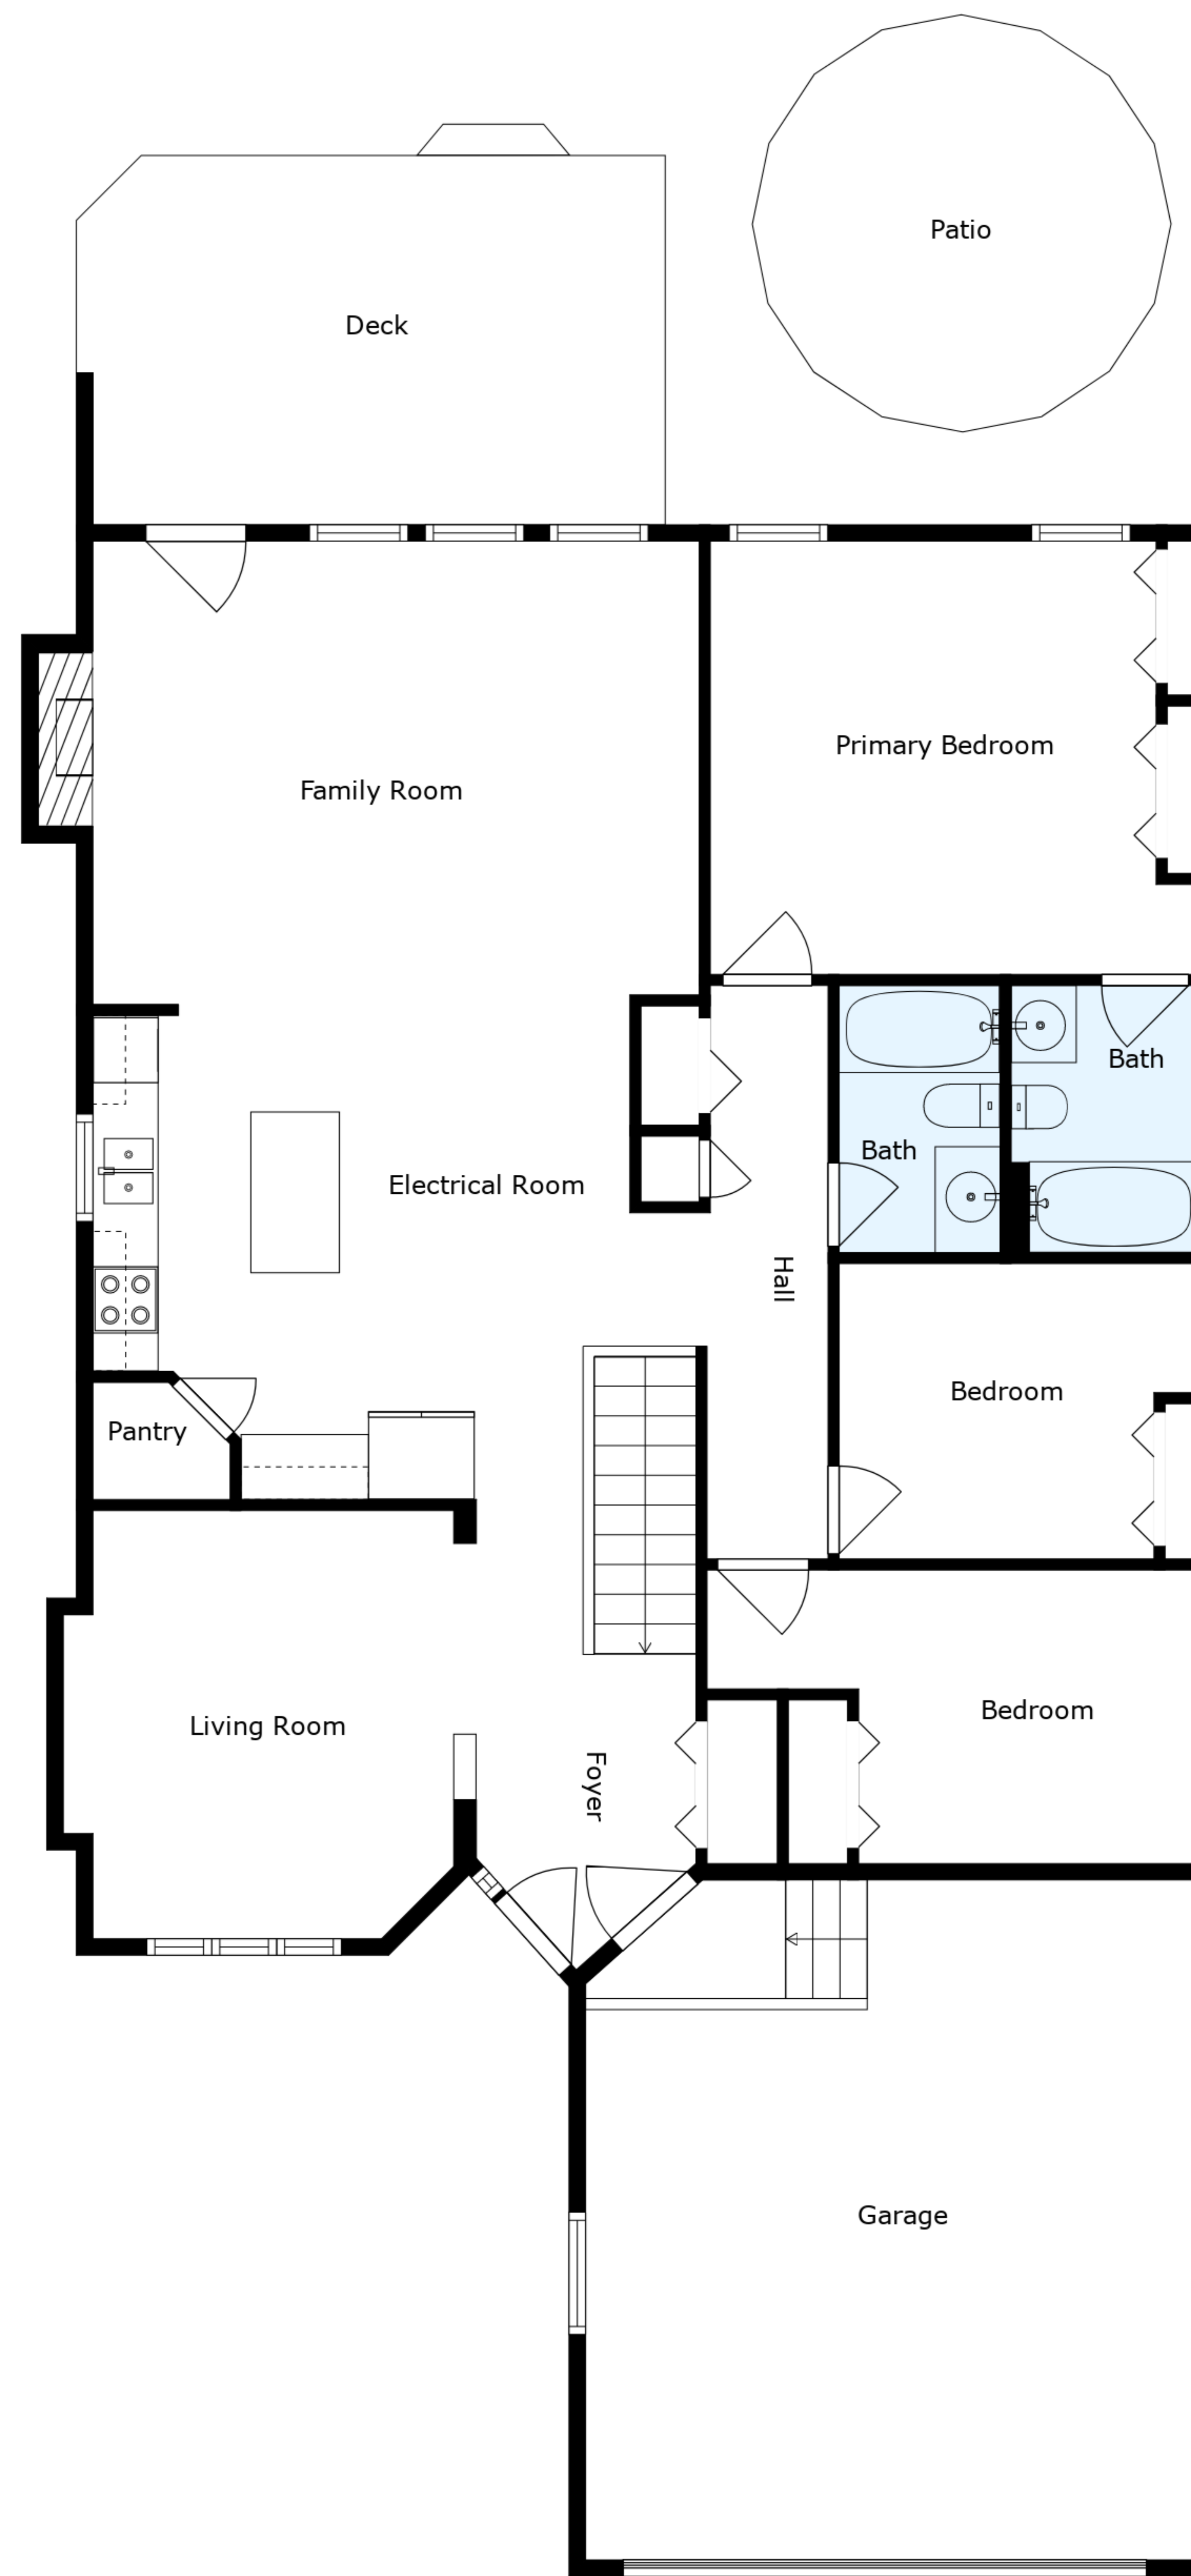 Patio
Deck
Primary Bedroom
Family Room
Bath
Bath
Electrical Room
Hall
Bedroom
Pantry
Bedroom
Living Room
Foyer
Garage